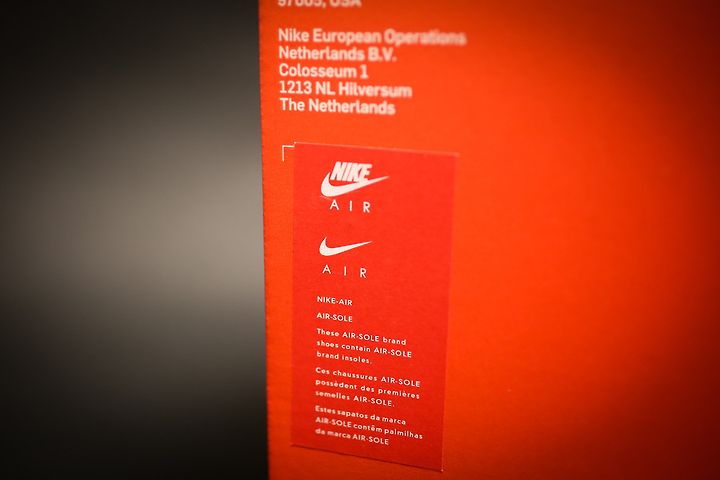 97005, USA
Nike European Operations
Netherlands B.V.
Colosseum 1
1213 NL Hilversum
The Netherlands
NIKE
AIR
AIR
NIKE-AIR
AIR-SOLE
These AIR-SOLE brand
shoes contain AIR-SOLE
brand insoles.
Ces chaussures AIR-SOLE
possèdent des premières
semelles AIR-SOLE.
Estes sapatos da marca
AIR-SOLE contêm palmilhas
da marca AIR-SOLE